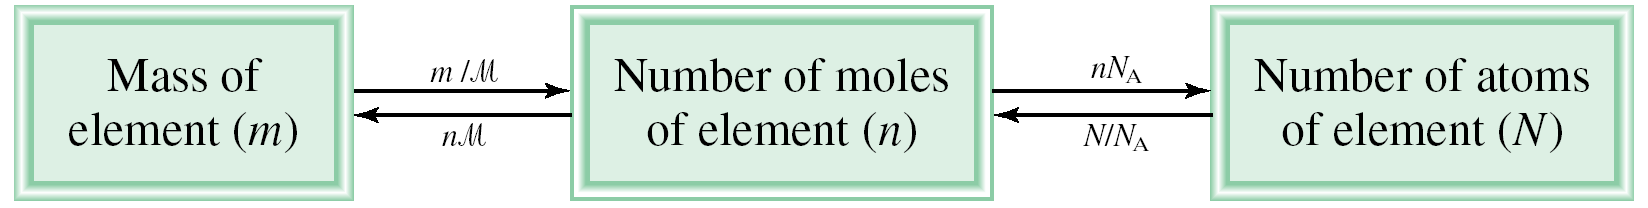 Mass of
element (m)
m/ℳ
nℳ
Number of moles
of element (n)
nN_A
N/N_A
Number of atoms
of element (N)